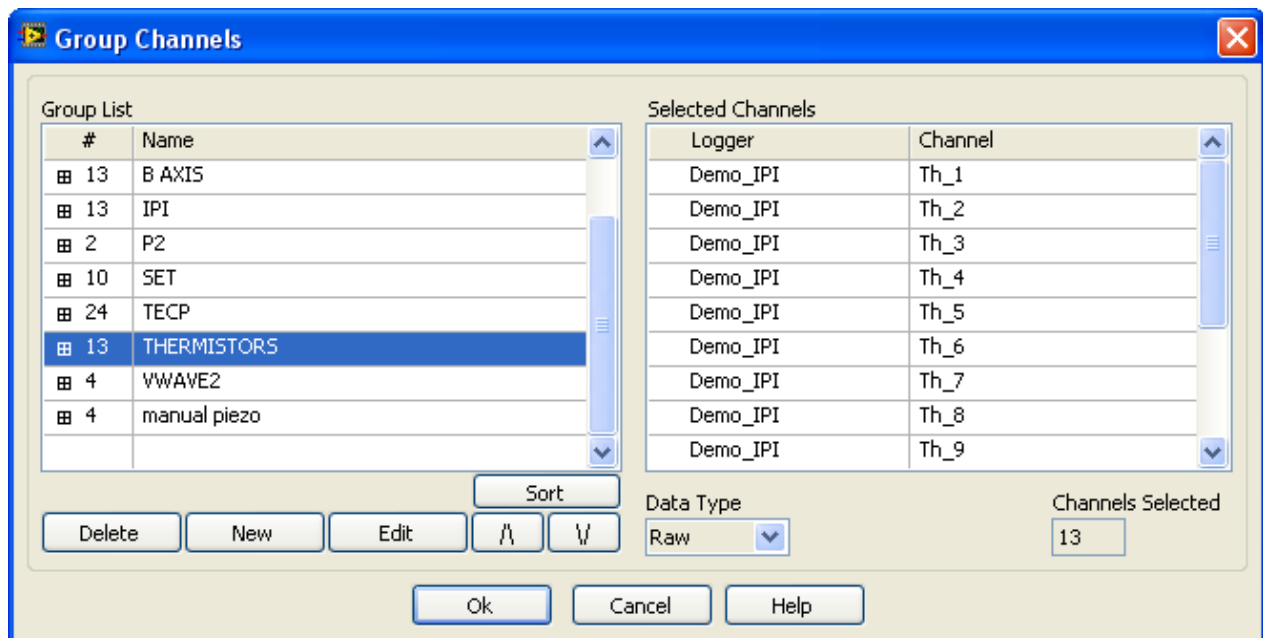 Group Channels
Group List
# Name
13 B AXIS
13 IPI
2 P2
10 SET
24 TECP
13 THERMISTORS
4 VWAVE2
4 manual piezo
Sort
Delete New Edit /\ \/
Selected Channels
Logger Channel
Demo_IPI Th_1
Demo_IPI Th_2
Demo_IPI Th_3
Demo_IPI Th_4
Demo_IPI Th_5
Demo_IPI Th_6
Demo_IPI Th_7
Demo_IPI Th_8
Demo_IPI Th_9
Data Type Channels Selected
Raw 13
Ok Cancel Help